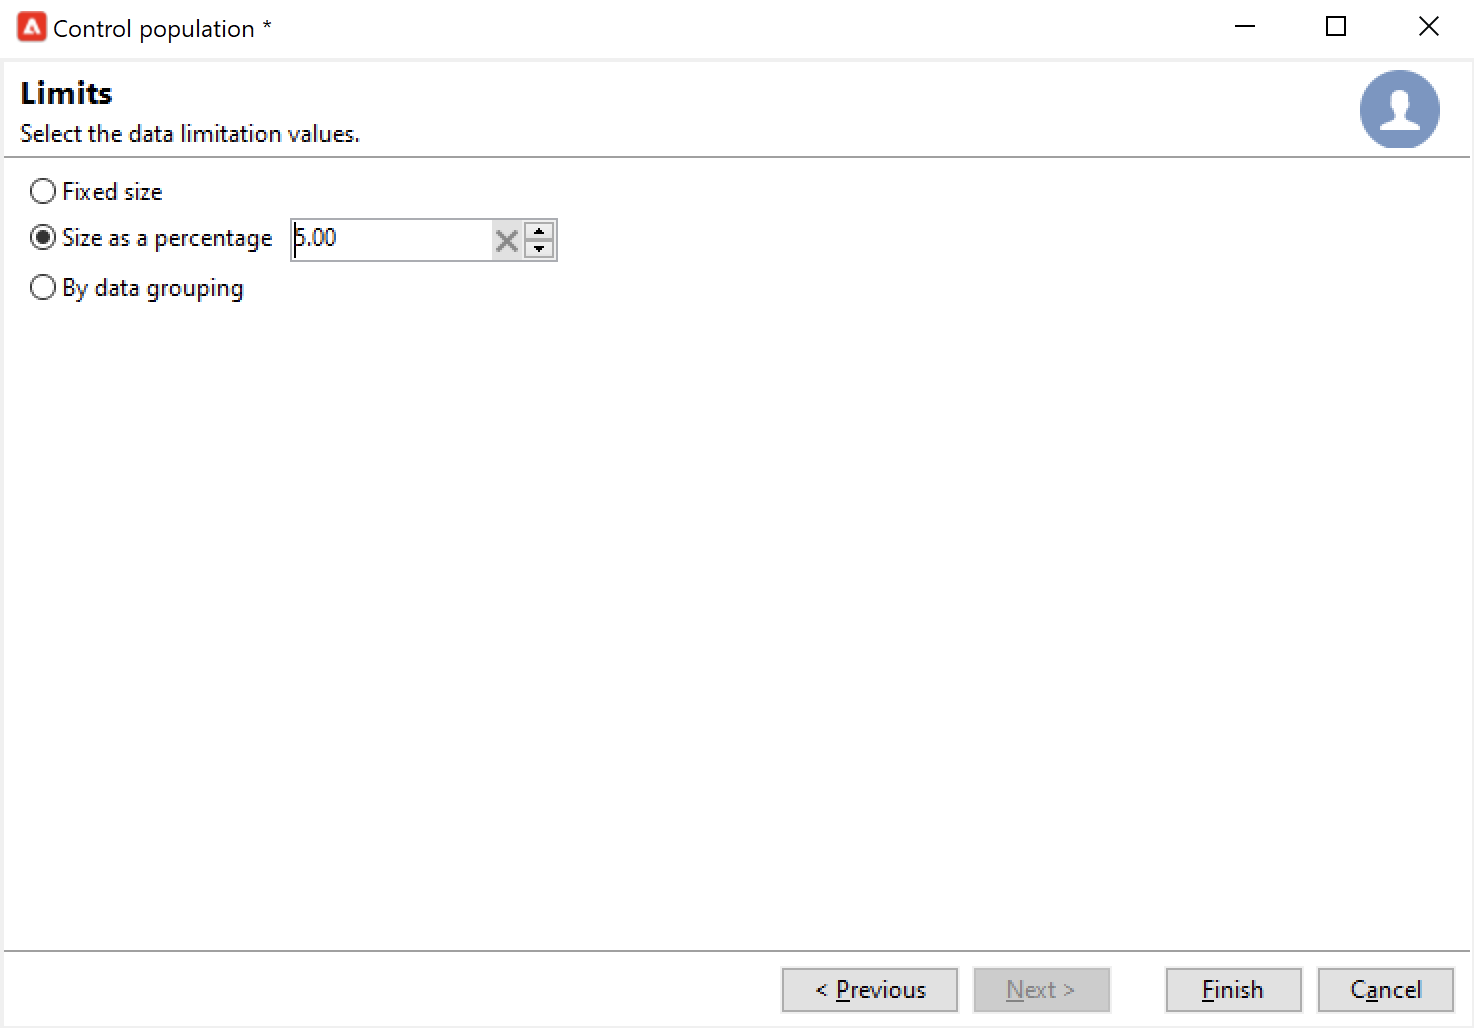 Control population *
Limits
Select the data limitation values.
Fixed size
Size as a percentage 5.00
By data grouping
< Previous Next > Finish Cancel